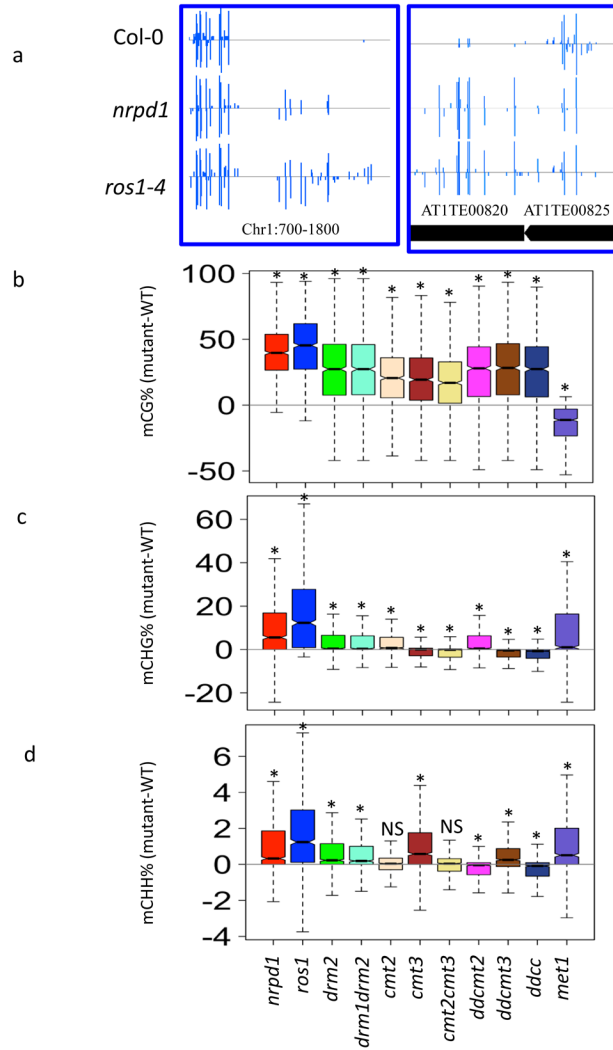 a
Col-0
nrpd1
ros1-4
Chr1:700-1800
AT1TE00820 AT1TE00825
b
mCG% (mutant-WT)
100
50
0
-50
* * * * * * * * * * *
c
mCHG% (mutant-WT)
60
40
20
0
-20
* * * * * * * * * * *
d
mCHH% (mutant-WT)
6
4
2
0
-2
-4
* * * * NS * NS * * * *
nrpd1 ros1 drm2 drm1drm2 cmt2 cmt3 cmt2cmt3 ddcmt2 ddcmt3 ddcc met1